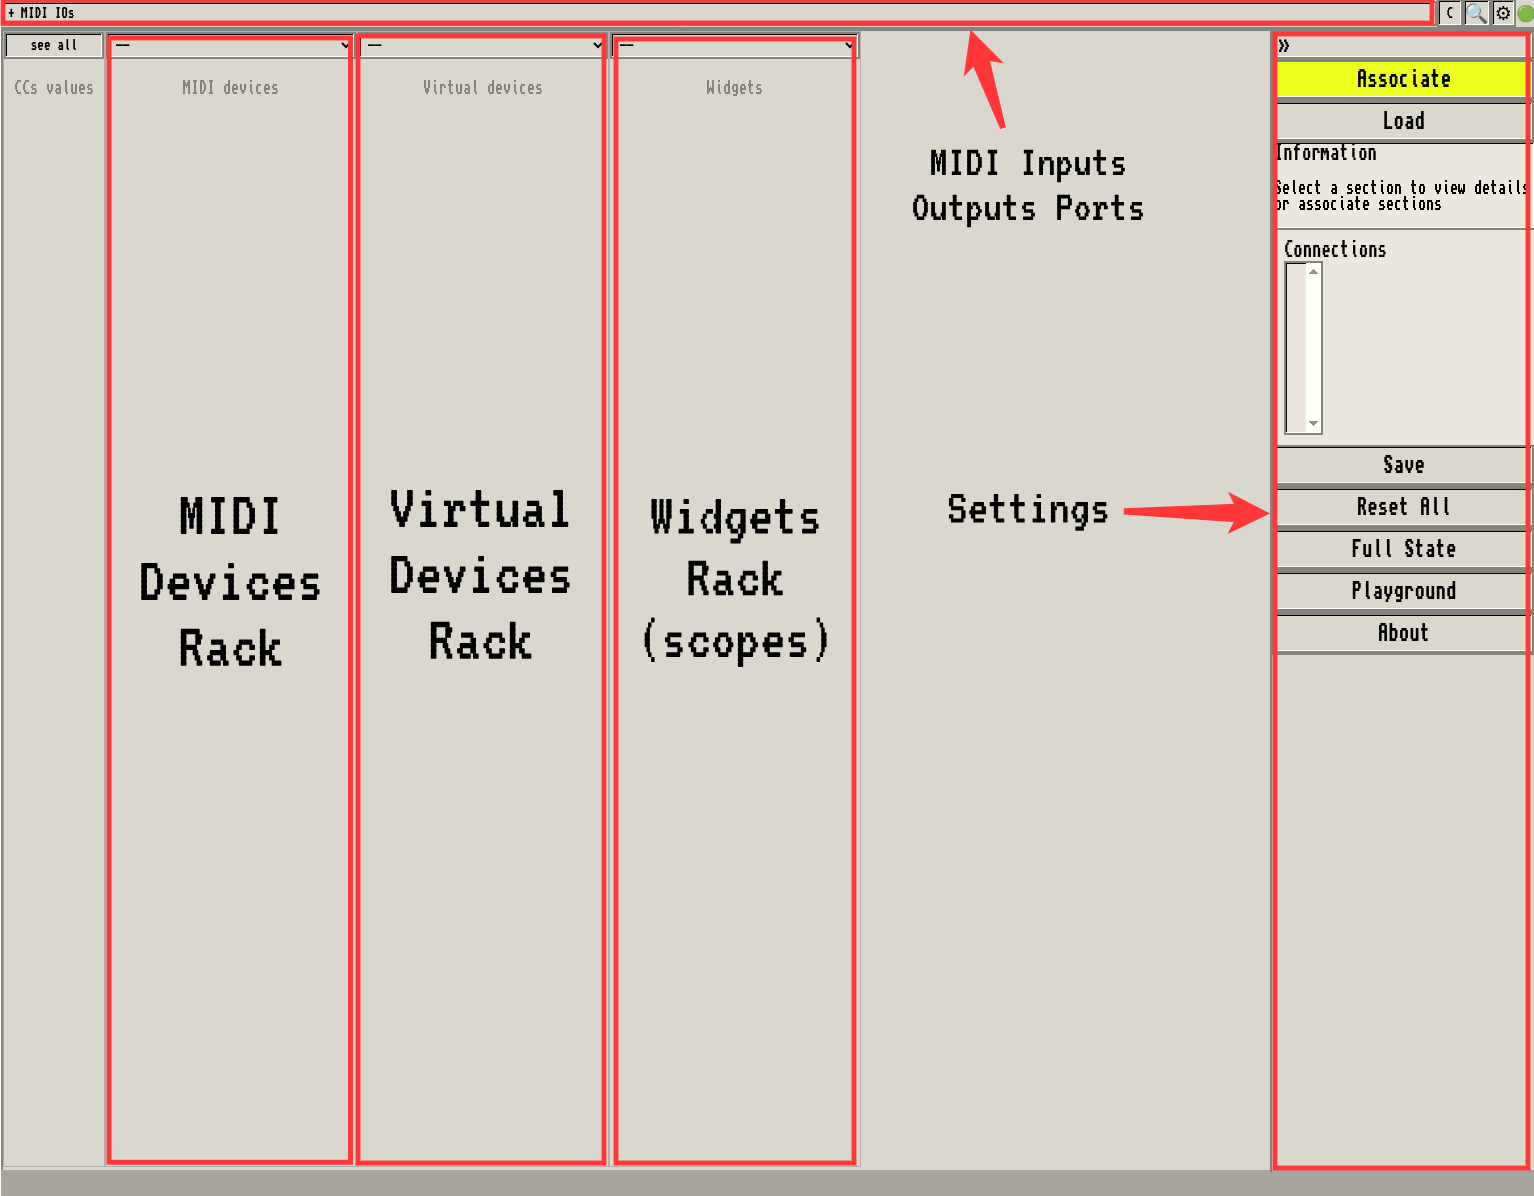 + MIDI IOs
C
see all
——
——
——
»
CCs values
MIDI devices
Virtual devices
Widgets
MIDI Inputs
Outputs Ports
MIDI
Devices
Rack
Virtual
Devices
Rack
Widgets
Rack
(scopes)
Settings
Associate
Load
Information
Select a section to view details
or associate sections
Connections
Save
Reset All
Full State
Playground
About